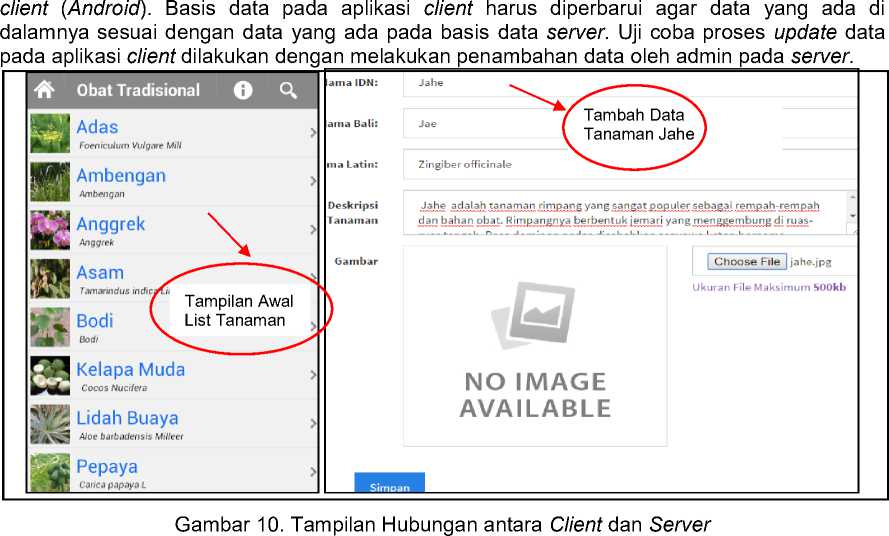 client (Android). Basis data pada aplikasi client harus diperbarui agar data yang ada di
dalamnya sesuai dengan data yang ada pada basis data server. Uji coba proses update data
pada aplikasi client dilakukan dengan melakukan penambahan data oleh admin pada server.
Obat Tradisional
Adas
Foeniculum Vulgare Mill
Ambengan
Ambengan
Anggrek
Anggrek
Asam
Tamarindus indica
Bodi
Bodi
Kelapa Muda
Cocos Nucifera
Lidah Buaya
Aloe barbadensis Milleer
Pepaya
Carica papaya L
Tampilan Awal
List Tanaman
ama IDN: Jahe
ama Bali: Jae
ma Latin: Zingiber officinale
Tambah Data
Tanaman Jahe
Deskripsi
Tanaman
Jahe adalah tanaman rimpang yang sangat populer sebagai rempah-rempah
dan bahan obat. Rimpangnya berbentuk jemari yang menggembung di ruas-
Gambar
NO IMAGE
AVAILABLE
Choose File jahe.jpg
Ukuran File Maksimum 500kb
Simpan
Gambar 10. Tampilan Hubungan antara Client dan Server